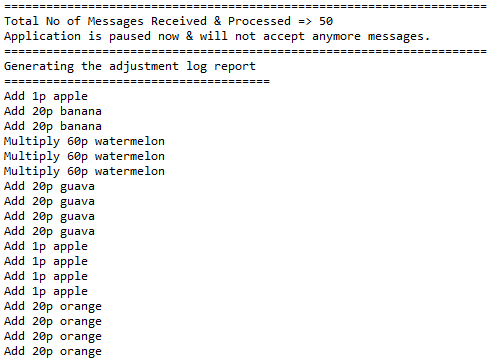 =====================================================================
Total No of Messages Received & Processed => 50
Application is paused now & will not accept anymore messages.
=====================================================================
Generating the adjustment log report
======================================
Add 1p apple
Add 20p banana
Add 20p banana
Multiply 60p watermelon
Multiply 60p watermelon
Multiply 60p watermelon
Add 20p guava
Add 20p guava
Add 20p guava
Add 20p guava
Add 1p apple
Add 1p apple
Add 1p apple
Add 1p apple
Add 20p orange
Add 20p orange
Add 20p orange
Add 20p orange